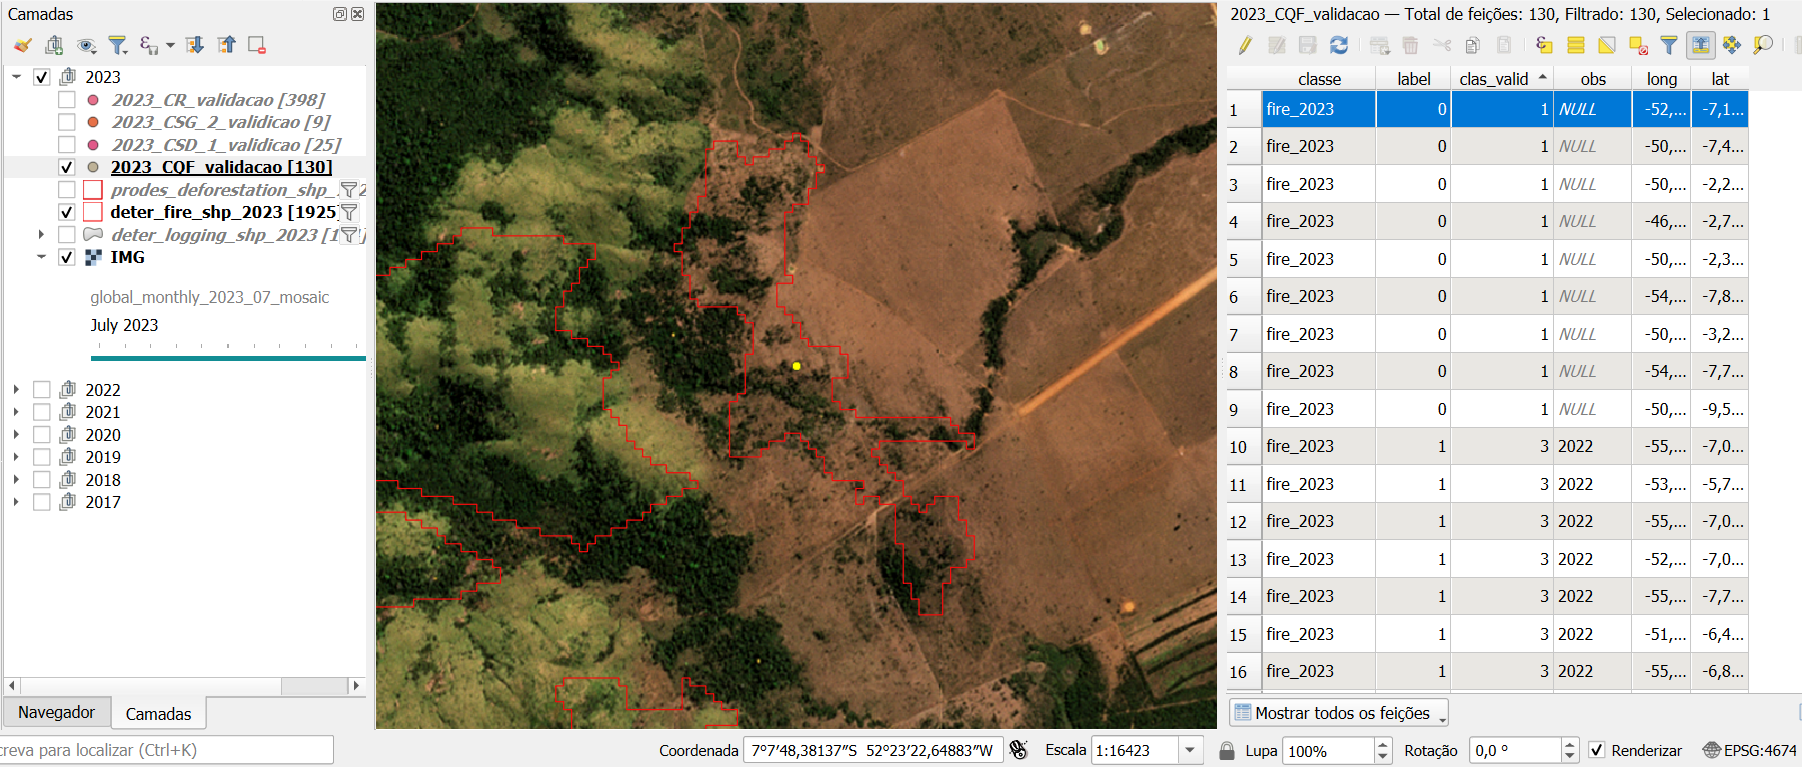 Camadas
2023
2023_CR_validacao [398]
2023_CSG_2_validicao [9]
2023_CSD_1_validicao [25]
2023_CQF_validacao [130]
prodes_deforestation_shp_
deter_fire_shp_2023 [1925]
deter_logging_shp_2023 [1
IMG
global_monthly_2023_07_mosaic
July 2023
2022
2021
2020
2019
2018
2017
Navegador
Camadas
creva para localizar (Ctrl+K)
2023_CQF_validacao — Total de feições: 130, Filtrado: 130, Selecionado: 1
classe label clas_valid obs long lat
1 fire_2023 0 1 NULL -52,... -7,1...
2 fire_2023 0 1 NULL -50,... -7,4...
3 fire_2023 0 1 NULL -50,... -2,2...
4 fire_2023 0 1 NULL -46,... -2,7...
5 fire_2023 0 1 NULL -50,... -2,3...
6 fire_2023 0 1 NULL -54,... -7,8...
7 fire_2023 0 1 NULL -50,... -3,2...
8 fire_2023 0 1 NULL -54,... -7,7...
9 fire_2023 0 1 NULL -50,... -9,5...
10 fire_2023 1 3 2022 -55,... -7,0...
11 fire_2023 1 3 2022 -53,... -5,7...
12 fire_2023 1 3 2022 -55,... -7,0...
13 fire_2023 1 3 2022 -52,... -7,0...
14 fire_2023 1 3 2022 -55,... -7,7...
15 fire_2023 1 3 2022 -51,... -6,4...
16 fire_2023 1 3 2022 -55,... -6,8...
Mostrar todos os feições
Coordenada 7°7′48,38137″S 52°23′22,64883″W Escala 1:16423 Lupa 100% Rotação 0,0 ° Renderizar EPSG:4674